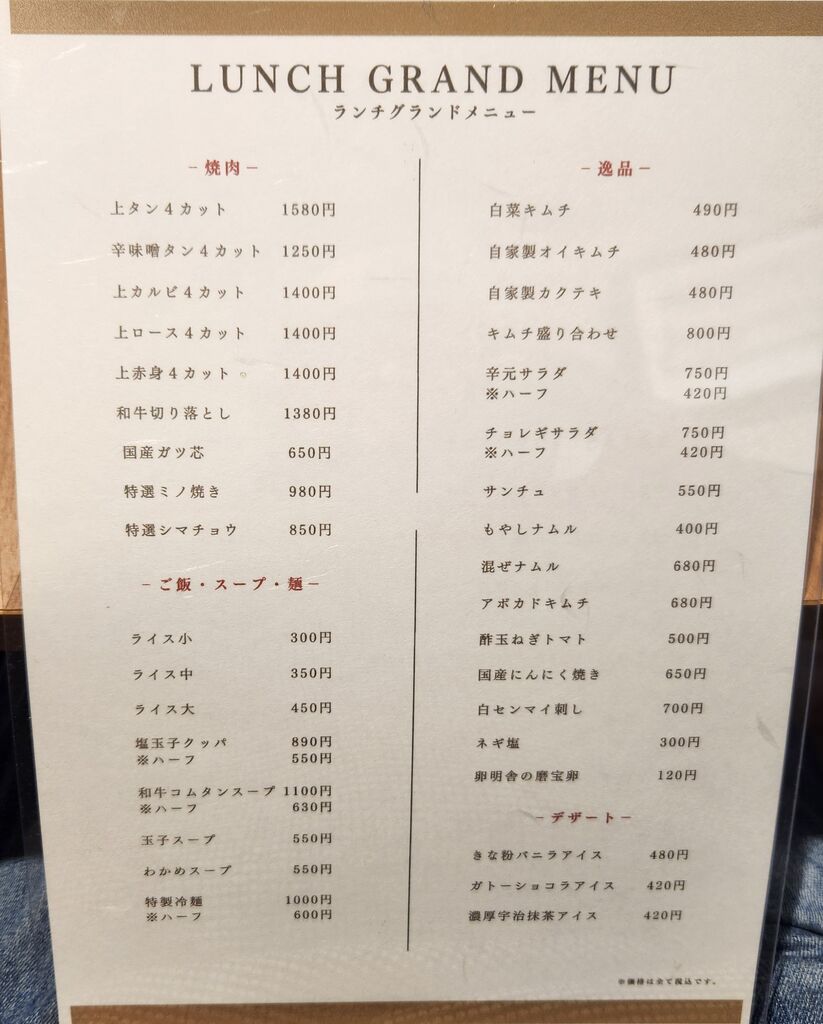 LUNCH GRAND MENU
ランチグランドメニュー
－焼肉－
上タン４カット 1580円
辛味噌タン４カット 1250円
上カルビ４カット 1400円
上ロース４カット 1400円
上赤身４カット 1400円
和牛切り落とし 1380円
国産ガツ芯 650円
特選ミノ焼き 980円
特選シマチョウ 850円
－ご飯・スープ・麺－
ライス小 300円
ライス中 350円
ライス大 450円
塩玉子クッパ 890円
※ハーフ 550円
和牛コムタンスープ 1100円
※ハーフ 630円
玉子スープ 550円
わかめスープ 550円
特製冷麺 1000円
※ハーフ 600円
－逸品－
白菜キムチ 490円
自家製オイキムチ 480円
自家製カクテキ 480円
キムチ盛り合わせ 800円
辛元サラダ 750円
※ハーフ 420円
チョレギサラダ 750円
※ハーフ 420円
サンチュ 550円
もやしナムル 400円
混ぜナムル 680円
アボカドキムチ 680円
酢玉ねぎトマト 500円
国産にんにく焼き 650円
白センマイ刺し 700円
ネギ塩 300円
卵明舎の磨宝卵 120円
－デザート－
きな粉バニラアイス 480円
ガトーショコラアイス 420円
濃厚宇治抹茶アイス 420円
※価格は全て税込です。